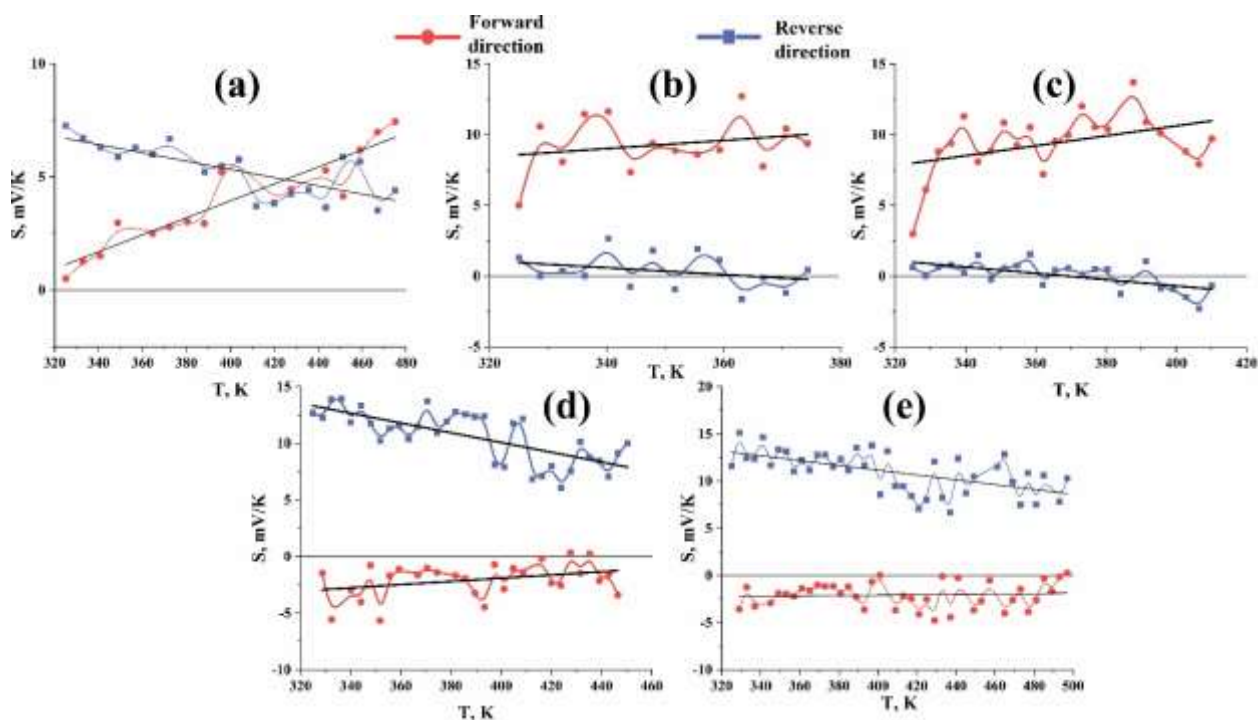 Forward
direction
Reverse
direction
(a)
S, mV/K
10
5
0
320 340 360 380 400 420 440 460 480
T, K
(b)
S, mV/K
15
10
5
0
-5
320 340 360 380
T, K
(c)
S, mV/K
15
10
5
0
-5
320 340 360 380 400 420
T, K
(d)
S, mV/K
15
10
5
0
-5
-10
320 340 360 380 400 420 440 460
T, K
(e)
S, mV/K
20
15
10
5
0
-5
-10
320 340 360 380 400 420 440 460 480 500
T, K